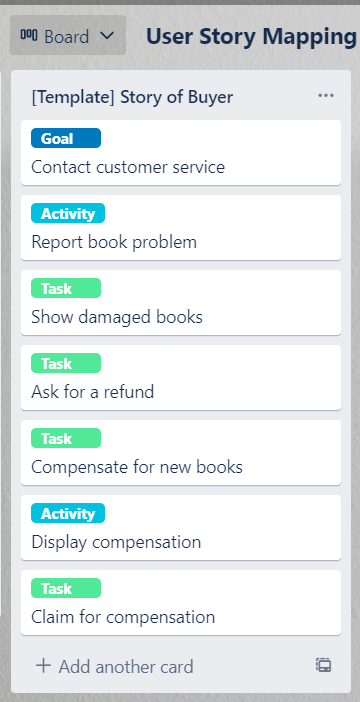 Board
User Story Mapping
[Template] Story of Buyer
Goal
Contact customer service
Activity
Report book problem
Task
Show damaged books
Task
Ask for a refund
Task
Compensate for new books
Activity
Display compensation
Task
Claim for compensation
+ Add another card